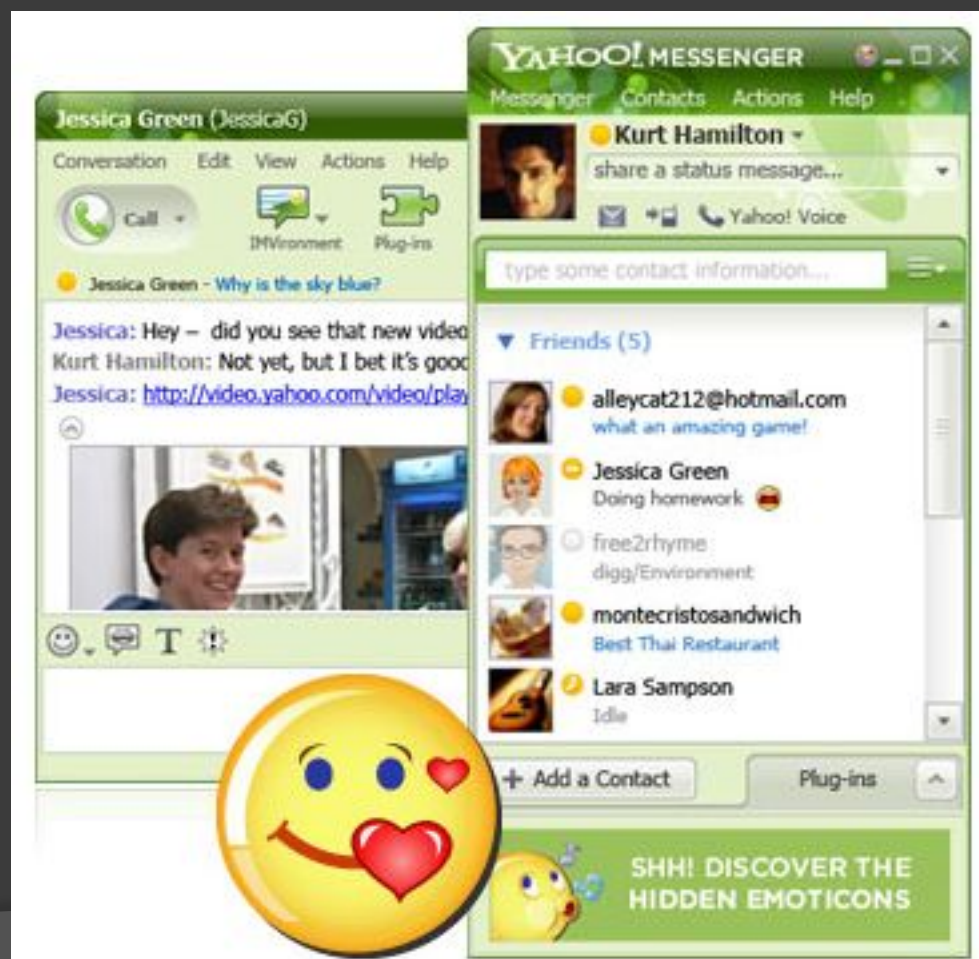 Jessica Green (JessicaG)
Conversation Edit View Actions Help
Call
IMVironment Plug-ins
Jessica Green - Why is the sky blue?
Jessica: Hey – did you see that new video
Kurt Hamilton: Not yet, but I bet it's good
Jessica: http://video.yahoo.com/video/play
T
YAHOO! MESSENGER
Messenger Contacts Actions Help
Kurt Hamilton
share a status message...
Yahoo! Voice
type some contact information...
Friends (5)
alleycat212@hotmail.com
what an amazing game!
Jessica Green
Doing homework
free2rhyme
digg/Environment
montecristosandwich
Best Thai Restaurant
Lara Sampson
Idle
+ Add a Contact
Plug-ins
SHH! DISCOVER THE
HIDDEN EMOTICONS